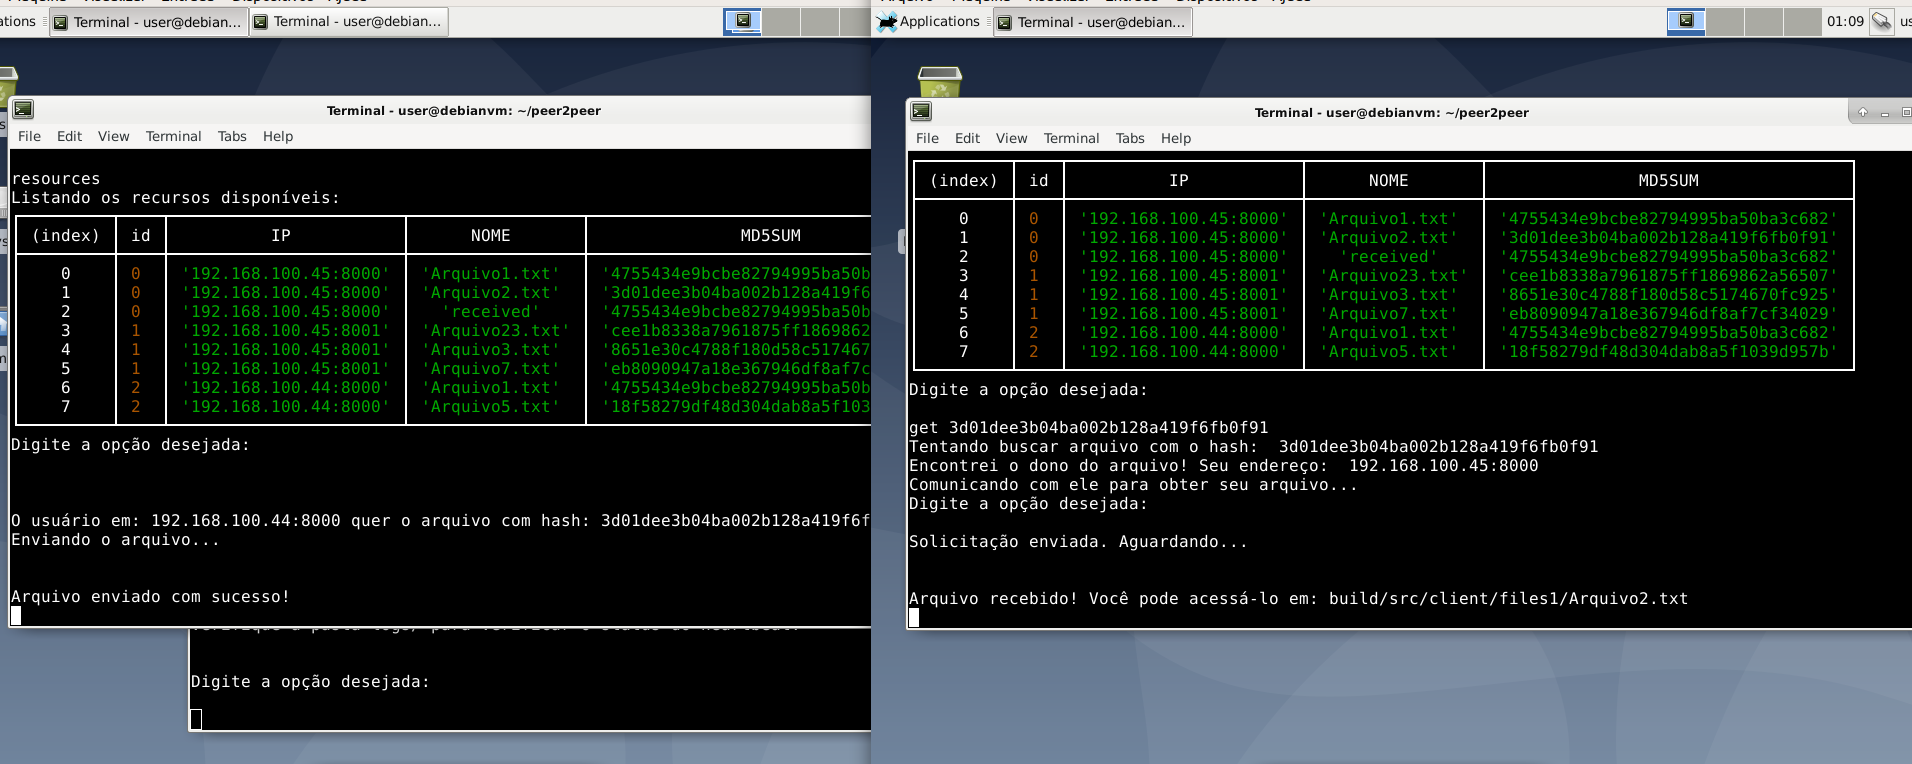 Terminal - user@debian...
Terminal - user@debian...
Terminal - user@debianvm: ~/peer2peer
File Edit View Terminal Tabs Help
resources
Listando os recursos disponíveis:
(index) id IP NOME MD5SUM
0 0 '192.168.100.45:8000' 'Arquivo1.txt' '4755434e9bcbe82794995ba50b
1 0 '192.168.100.45:8000' 'Arquivo2.txt' '3d01dee3b04ba002b128a419f6
2 0 '192.168.100.45:8000' 'received' '4755434e9bcbe82794995ba50b
3 1 '192.168.100.45:8001' 'Arquivo23.txt' 'cee1b8338a7961875ff1869862
4 1 '192.168.100.45:8001' 'Arquivo3.txt' '8651e30c4788f180d58c517467
5 1 '192.168.100.45:8001' 'Arquivo7.txt' 'eb8090947a18e367946df8af7c
6 2 '192.168.100.44:8000' 'Arquivo1.txt' '4755434e9bcbe82794995ba50b
7 2 '192.168.100.44:8000' 'Arquivo5.txt' '18f58279df48d304dab8a5f103
Digite a opção desejada:
O usuário em: 192.168.100.44:8000 quer o arquivo com hash: 3d01dee3b04ba002b128a419f6f
Enviando o arquivo...
Arquivo enviado com sucesso!
Digite a opção desejada:
Applications
Terminal - user@debian...
01:09
us
Terminal - user@debianvm: ~/peer2peer
File Edit View Terminal Tabs Help
(index) id IP NOME MD5SUM
0 0 '192.168.100.45:8000' 'Arquivo1.txt' '4755434e9bcbe82794995ba50ba3c682'
1 0 '192.168.100.45:8000' 'Arquivo2.txt' '3d01dee3b04ba002b128a419f6fb0f91'
2 0 '192.168.100.45:8000' 'received' '4755434e9bcbe82794995ba50ba3c682'
3 1 '192.168.100.45:8001' 'Arquivo23.txt' 'cee1b8338a7961875ff1869862a56507'
4 1 '192.168.100.45:8001' 'Arquivo3.txt' '8651e30c4788f180d58c5174670fc925'
5 1 '192.168.100.45:8001' 'Arquivo7.txt' 'eb8090947a18e367946df8af7cf34029'
6 2 '192.168.100.44:8000' 'Arquivo1.txt' '4755434e9bcbe82794995ba50ba3c682'
7 2 '192.168.100.44:8000' 'Arquivo5.txt' '18f58279df48d304dab8a5f1039d957b'
Digite a opção desejada:
get 3d01dee3b04ba002b128a419f6fb0f91
Tentando buscar arquivo com o hash:  3d01dee3b04ba002b128a419f6fb0f91
Encontrei o dono do arquivo! Seu endereço:  192.168.100.45:8000
Comunicando com ele para obter seu arquivo...
Digite a opção desejada:
Solicitação enviada. Aguardando...
Arquivo recebido! Você pode acessá-lo em: build/src/client/files1/Arquivo2.txt